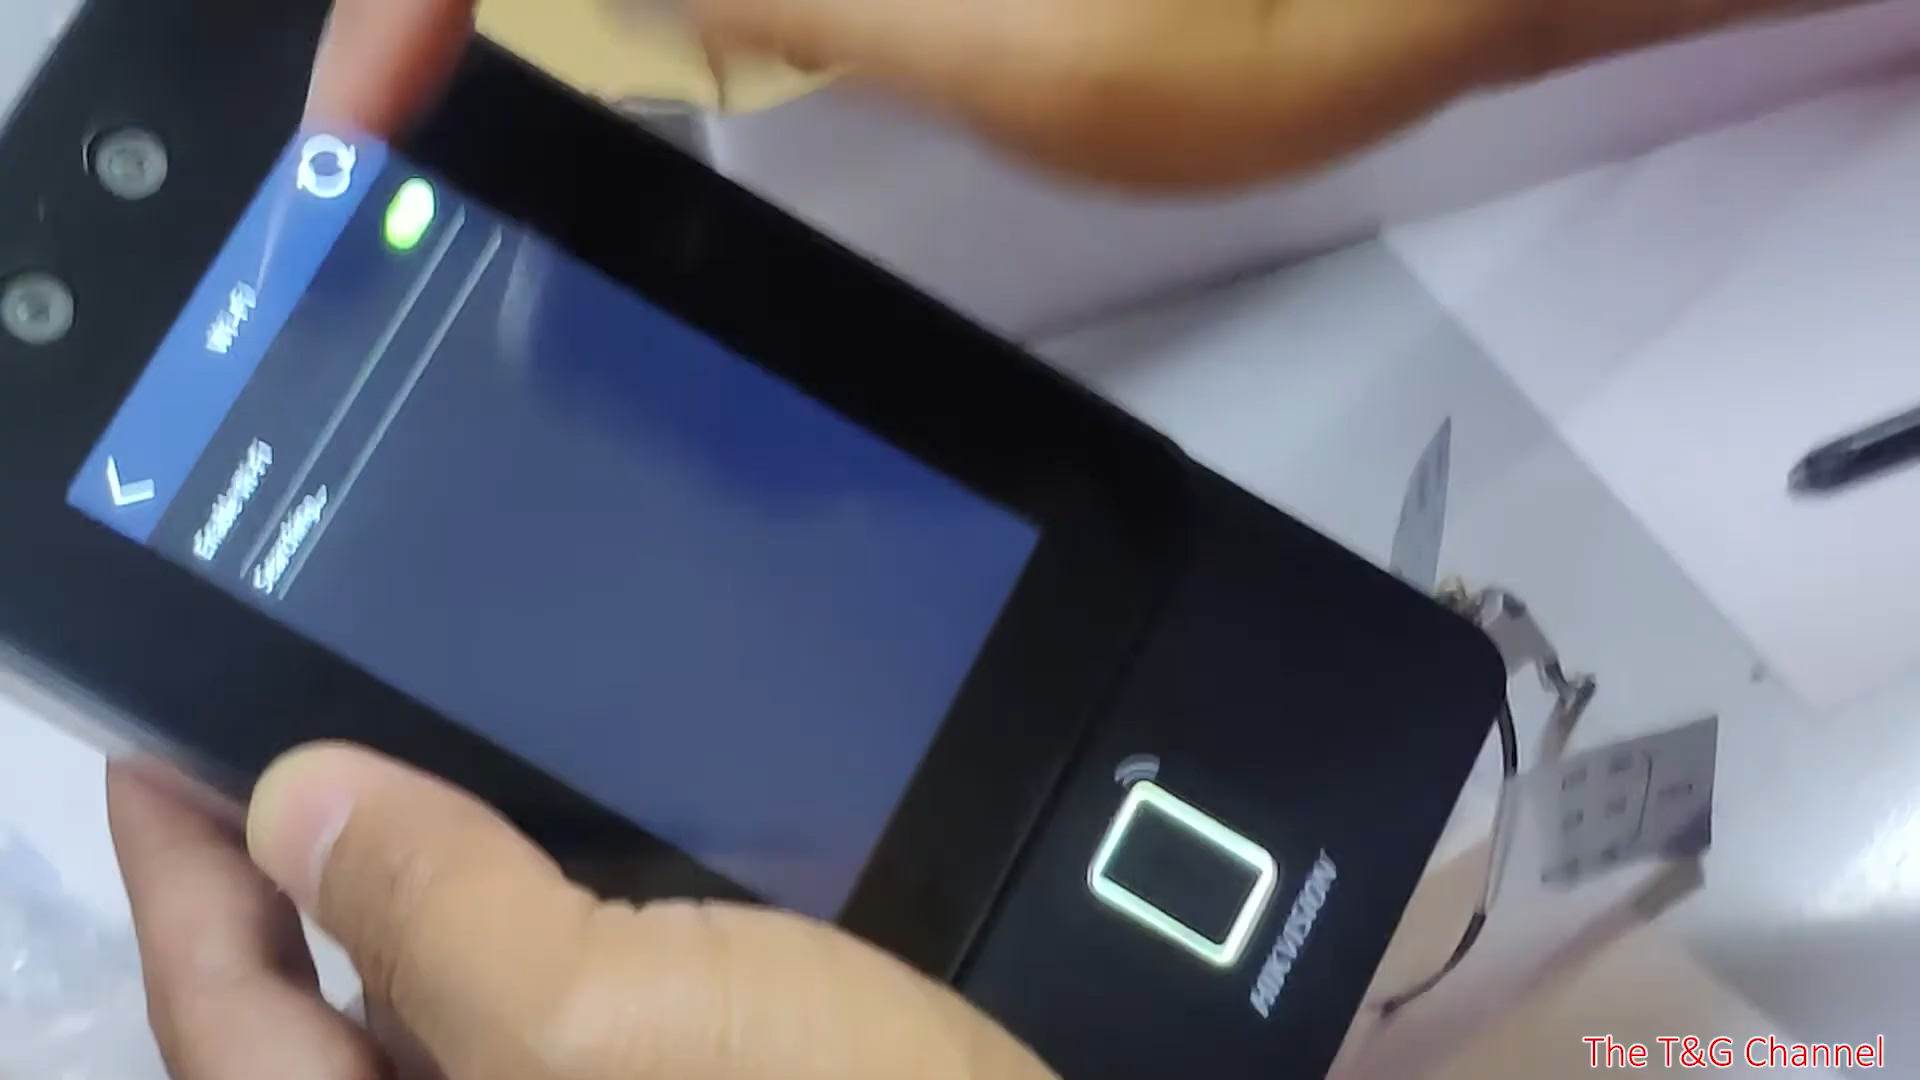 Wi-Fi
Enable Wi-Fi
Searching...
HIKVISION
The T&G Channel